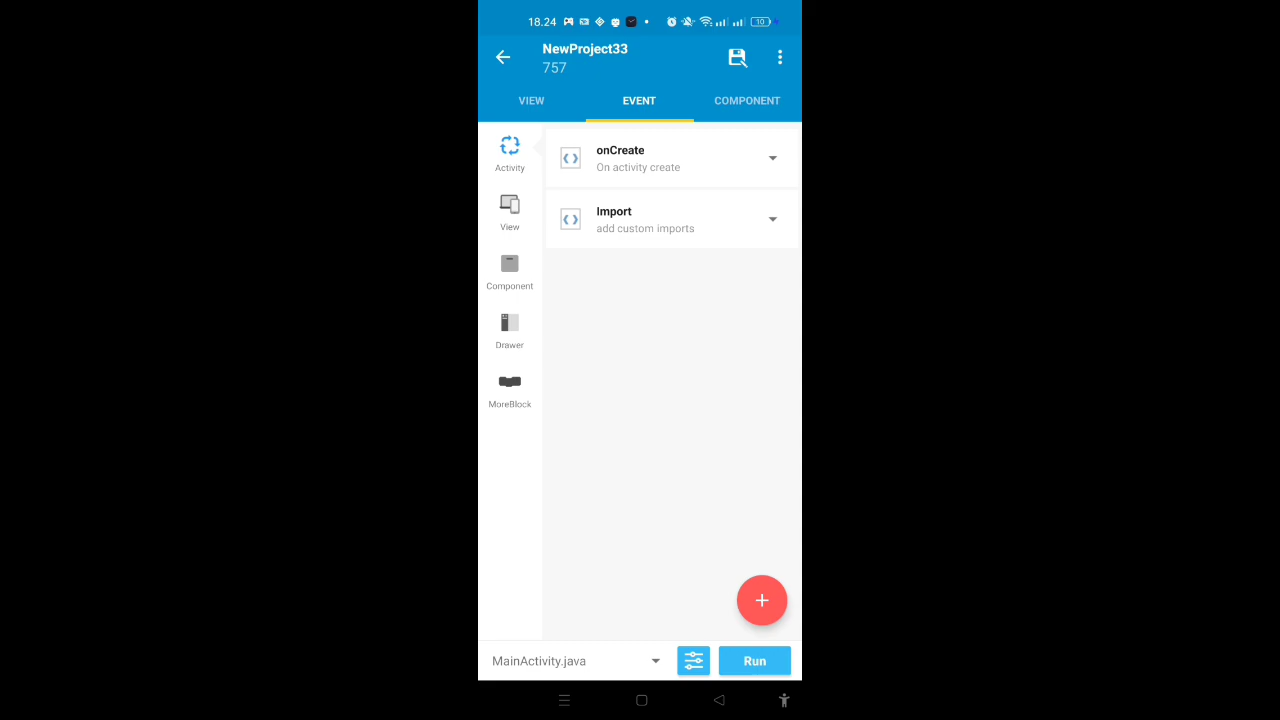 18.24
10
NewProject33
757
VIEW
EVENT
COMPONENT
Activity
onCreate
On activity create
View
Import
add custom imports
Component
Drawer
MoreBlock
MainActivity.java
Run